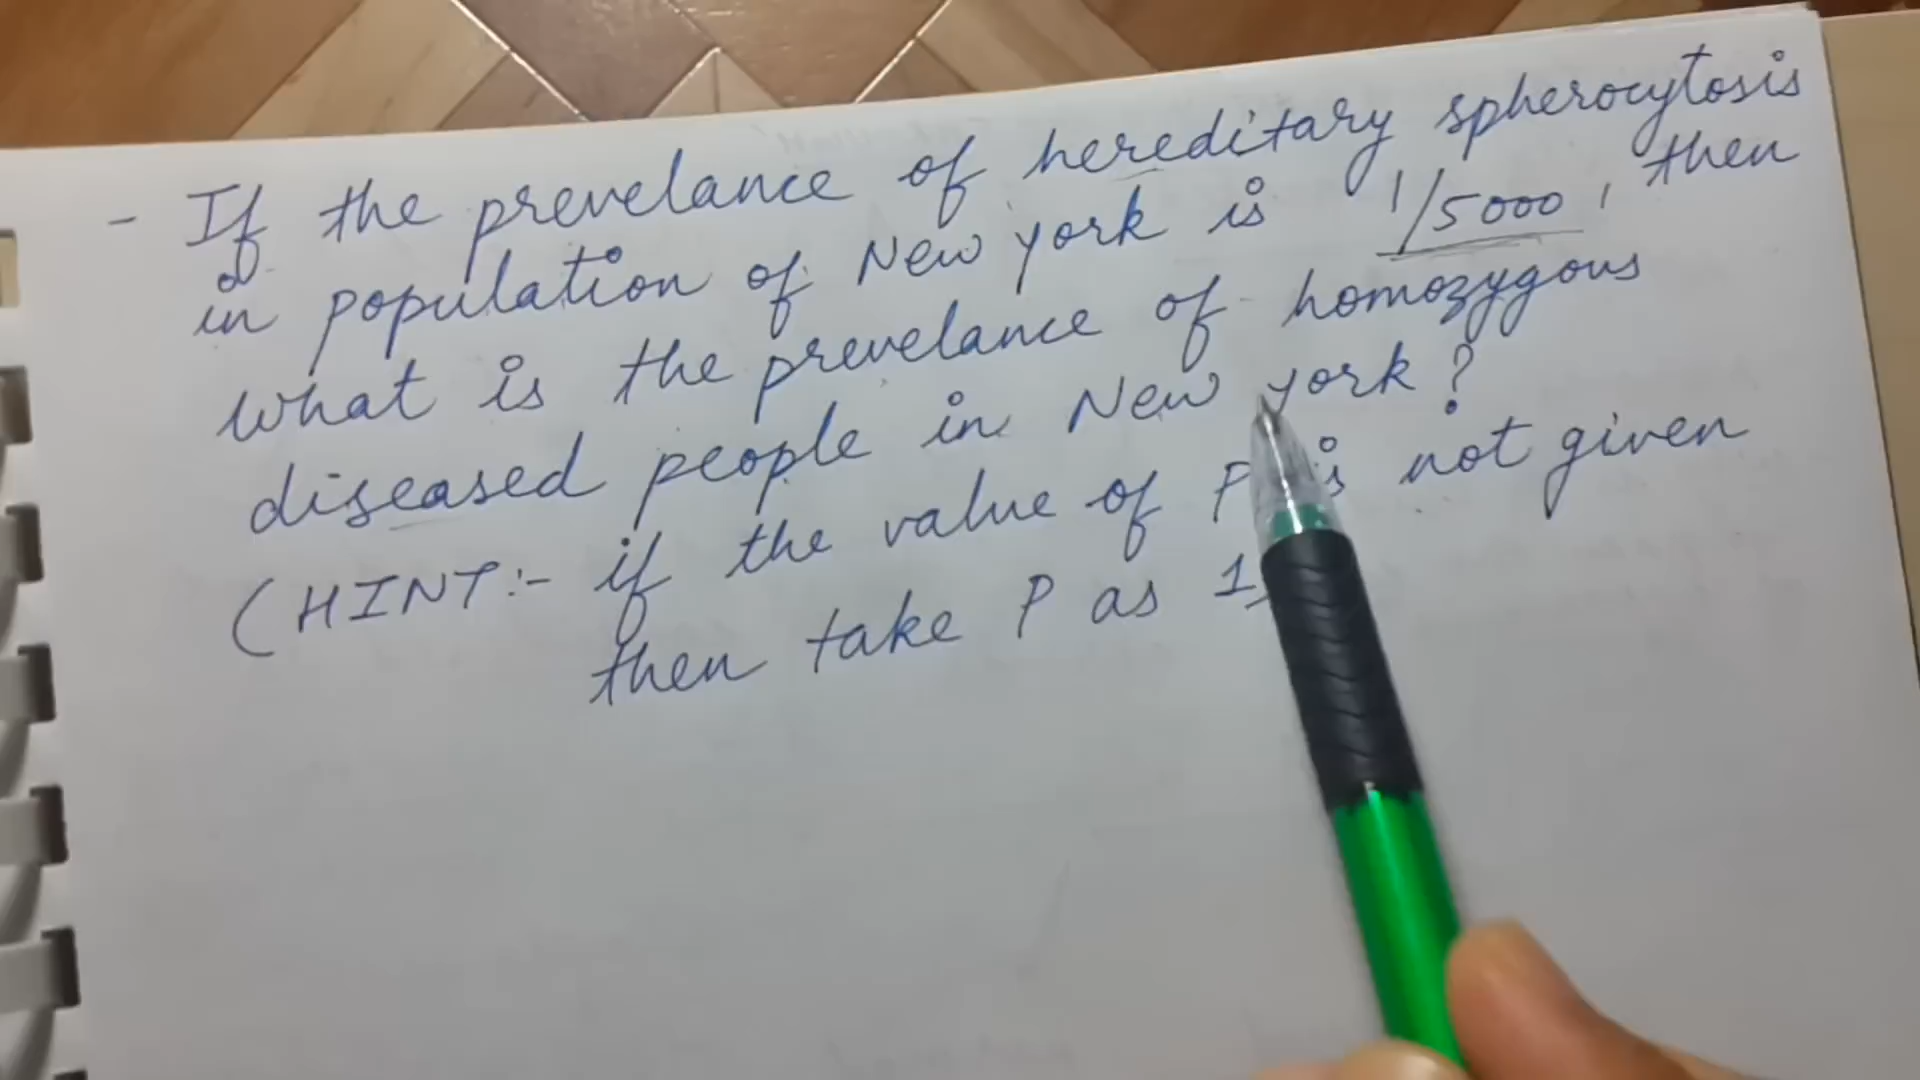 - If the prevelance of hereditary spherocytosis
in population of New York is 1/5000, then
what is the prevelance of homozygous
diseased people in New York?
(HINT:- if the value of P is not given
then take P as 1